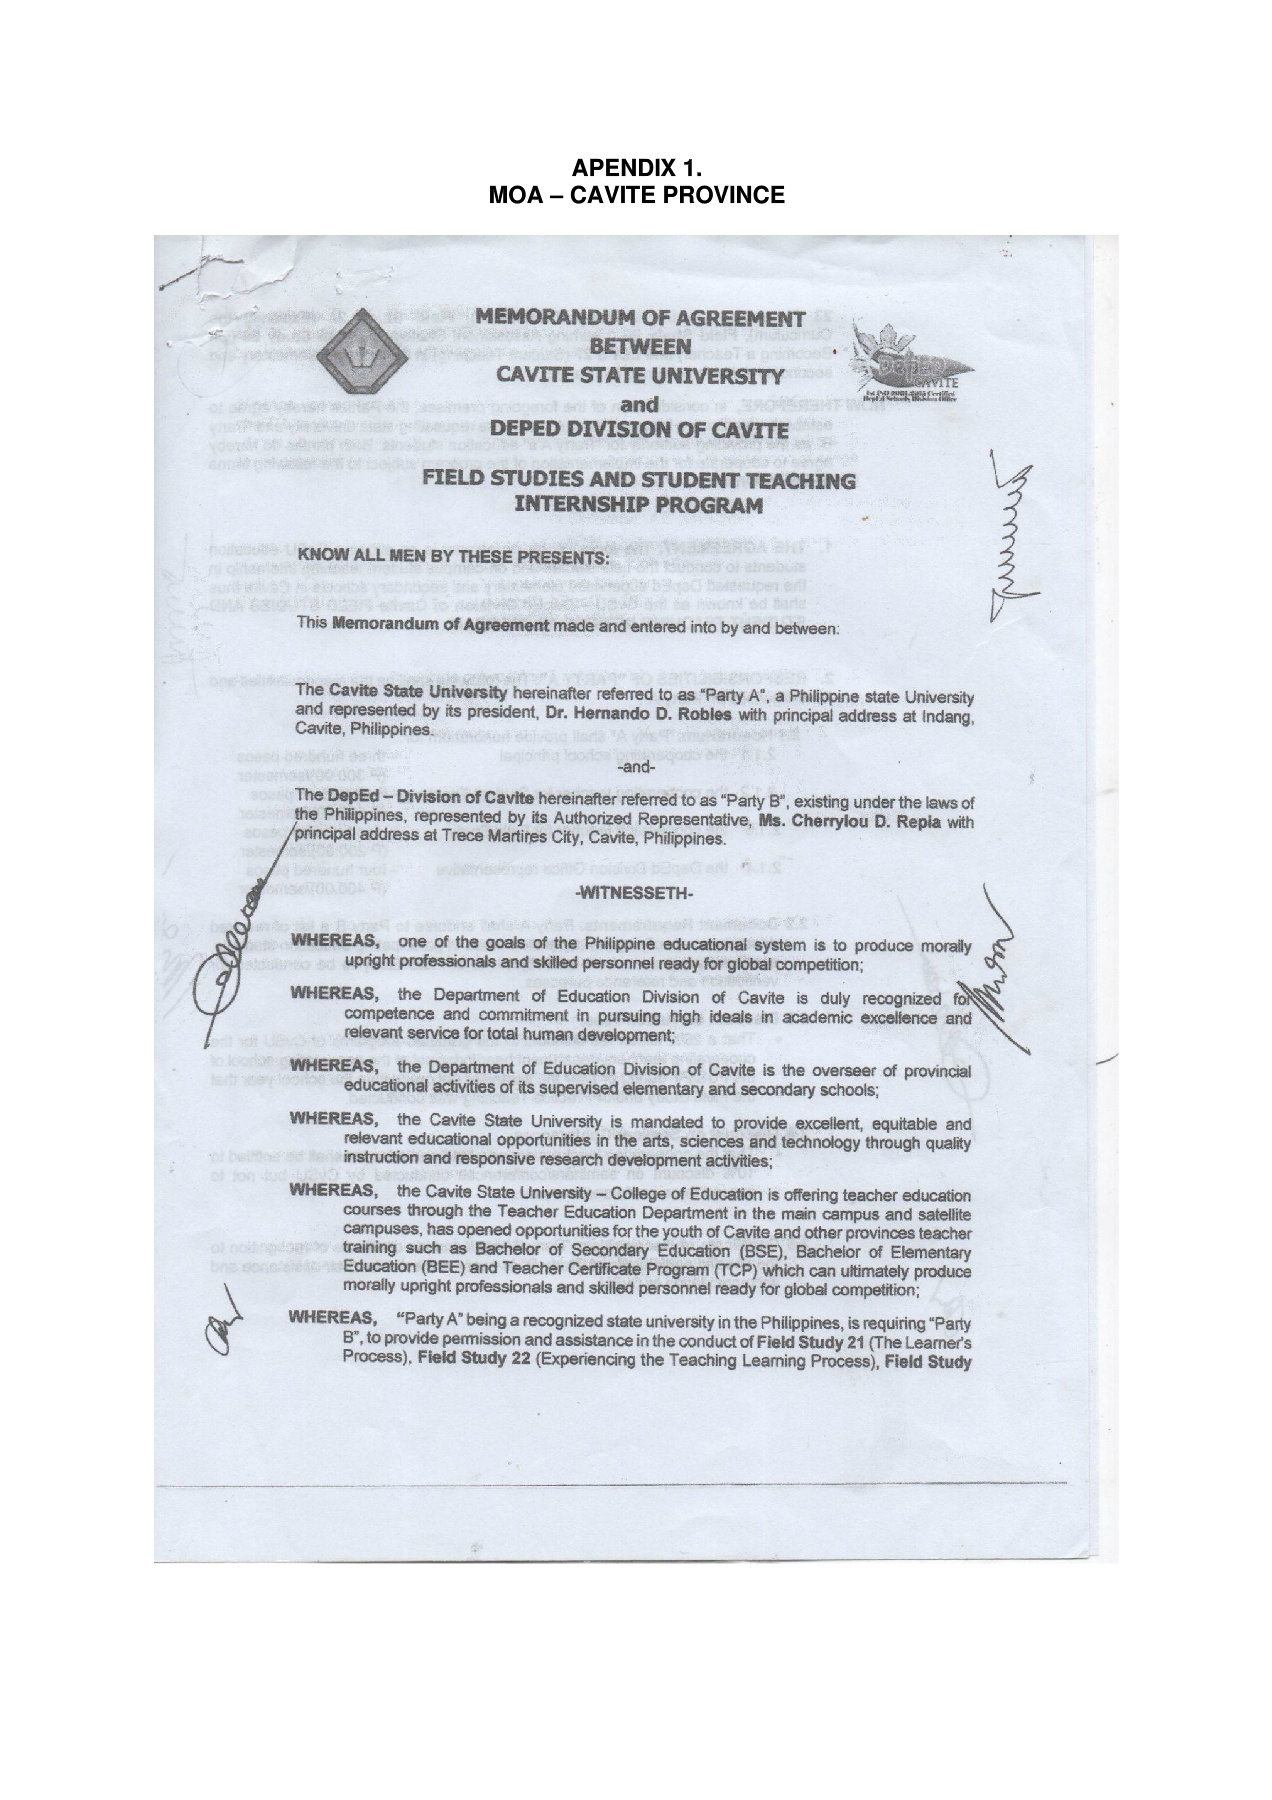 APENDIX 1.
MOA – CAVITE PROVINCE
MEMORANDUM OF AGREEMENT
BETWEEN
CAVITE STATE UNIVERSITY
and
DEPED DIVISION OF CAVITE
DEPED
CAVITE
DepEd Schools Division Office
FIELD STUDIES AND STUDENT TEACHING
INTERNSHIP PROGRAM
KNOW ALL MEN BY THESE PRESENTS:
This Memorandum of Agreement made and entered into by and between:
The Cavite State University hereinafter referred to as "Party A", a Philippine state University
and represented by its president, Dr. Hernando D. Robles with principal address at Indang,
Cavite, Philippines.
-and-
The DepEd – Division of Cavite hereinafter referred to as "Party B", existing under the laws of
the Philippines, represented by its Authorized Representative, Ms. Cherrylou D. Repia with
principal address at Trece Martires City, Cavite, Philippines.
-WITNESSETH-
WHEREAS, one of the goals of the Philippine educational system is to produce morally
upright professionals and skilled personnel ready for global competition;
WHEREAS, the Department of Education Division of Cavite is duly recognized for
competence and commitment in pursuing high ideals in academic excellence and
relevant service for total human development;
WHEREAS, the Department of Education Division of Cavite is the overseer of provincial
educational activities of its supervised elementary and secondary schools;
WHEREAS, the Cavite State University is mandated to provide excellent, equitable and
relevant educational opportunities in the arts, sciences and technology through quality
instruction and responsive research development activities;
WHEREAS, the Cavite State University – College of Education is offering teacher education
courses through the Teacher Education Department in the main campus and satellite
campuses, has opened opportunities for the youth of Cavite and other provinces teacher
training such as Bachelor of Secondary Education (BSE), Bachelor of Elementary
Education (BEE) and Teacher Certificate Program (TCP) which can ultimately produce
morally upright professionals and skilled personnel ready for global competition;
WHEREAS, "Party A" being a recognized state university in the Philippines, is requiring "Party
B", to provide permission and assistance in the conduct of Field Study 21 (The Learner's
Process), Field Study 22 (Experiencing the Teaching Learning Process), Field Study